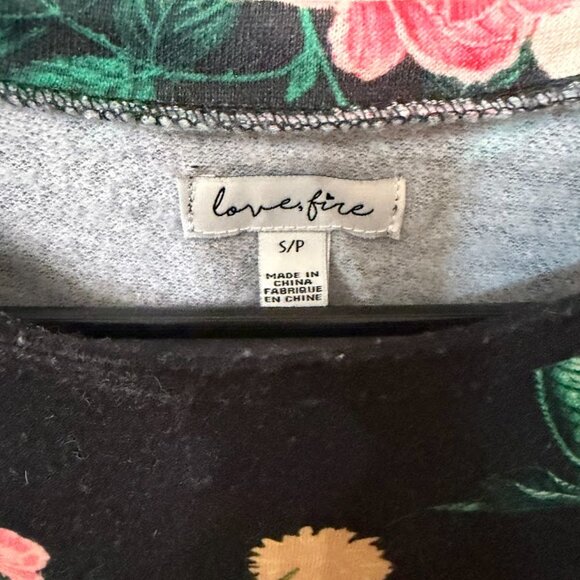 love, fire
S/P
MADE IN
CHINA
FABRIQUE
EN CHINE